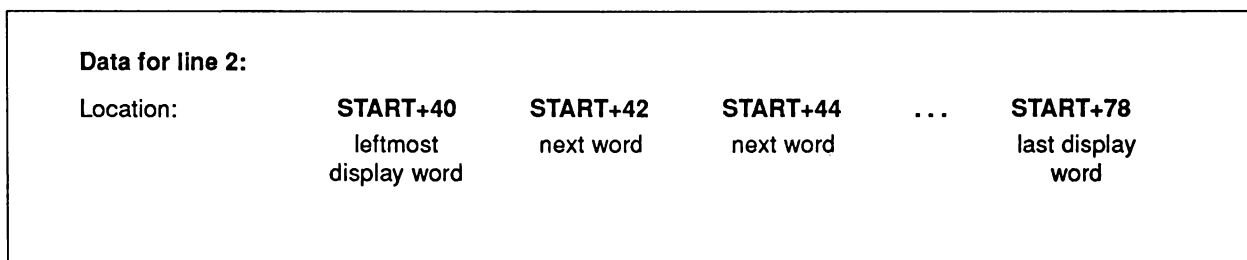 Data for line 2:
Location: START+40 START+42 START+44 ... START+78
leftmost next word next word last display
display word word